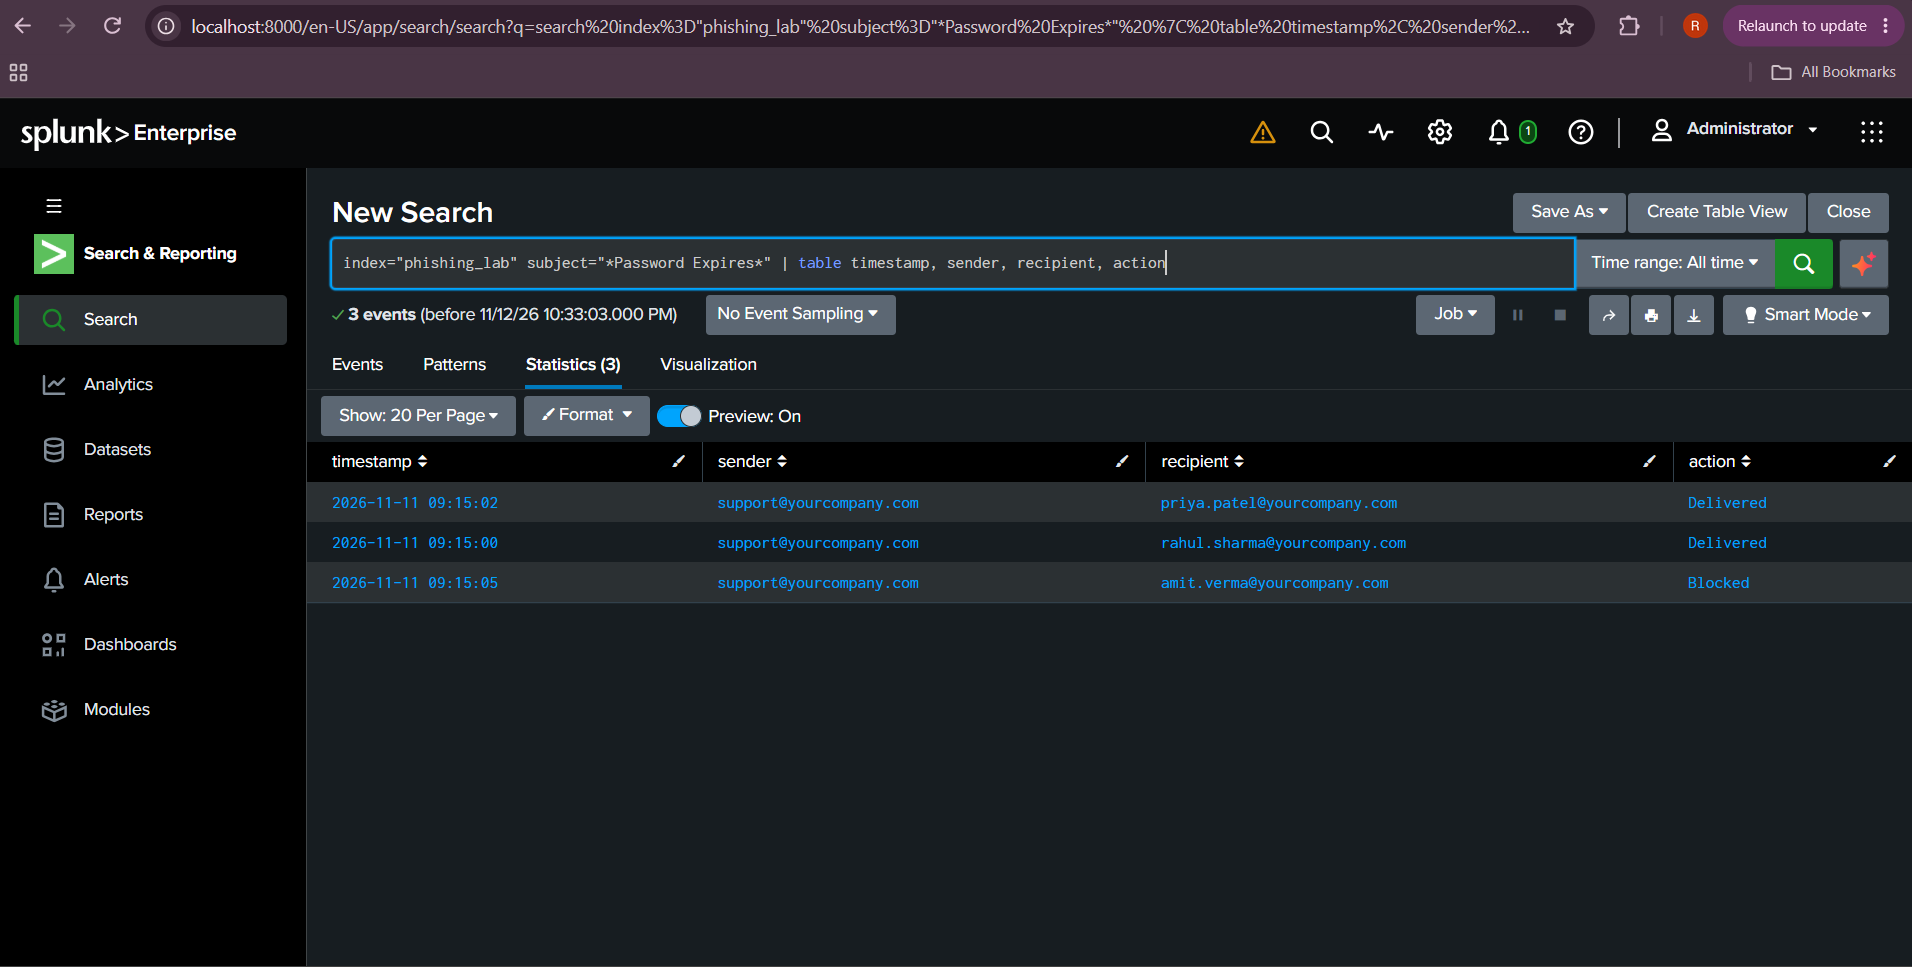 localhost:8000/en-US/app/search/search?q=search%20index%3D"phishing_lab"%20subject%3D"*Password%20Expires*"%20%7C%20table%20timestamp%2C%20sender%2...
R
Relaunch to update
All Bookmarks
splunk> Enterprise
1
Administrator
Search & Reporting
Search
Analytics
Datasets
Reports
Alerts
Dashboards
Modules
New Search
Save As
Create Table View
Close
index="phishing_lab" subject="*Password Expires*" | table timestamp, sender, recipient, action
Time range: All time
3 events (before 11/12/26 10:33:03.000 PM)
No Event Sampling
Job
Smart Mode
Events Patterns Statistics (3) Visualization
Show: 20 Per Page
Format
Preview: On
timestamp sender recipient action
2026-11-11 09:15:02 support@yourcompany.com priya.patel@yourcompany.com Delivered
2026-11-11 09:15:00 support@yourcompany.com rahul.sharma@yourcompany.com Delivered
2026-11-11 09:15:05 support@yourcompany.com amit.verma@yourcompany.com Blocked